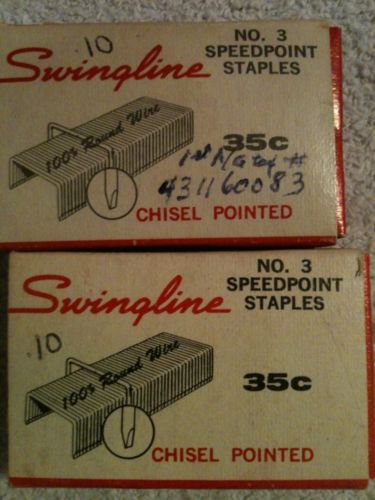 .10
Swingline
NO. 3
SPEEDPOINT
STAPLES
100% Round Wire
35c
431160083
CHISEL POINTED
Swingline
NO. 3
SPEEDPOINT
STAPLES
.10
100% Round Wire
35c
CHISEL POINTED